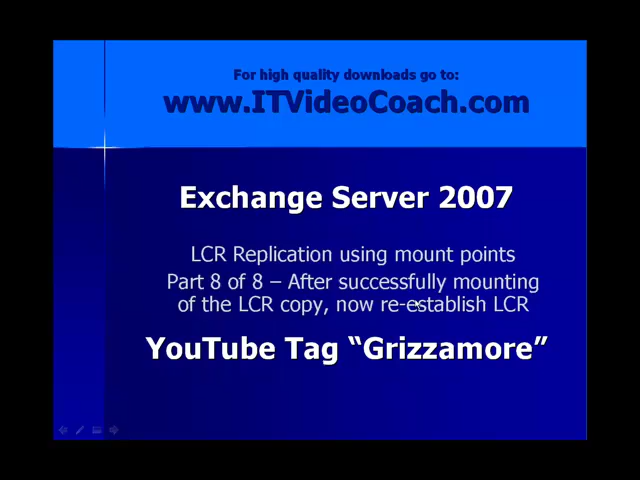 For high quality downloads go to:
www.ITVideoCoach.com
Exchange Server 2007
LCR Replication using mount points
Part 8 of 8 – After successfully mounting
of the LCR copy, now re-establish LCR
YouTube Tag “Grizzamore”